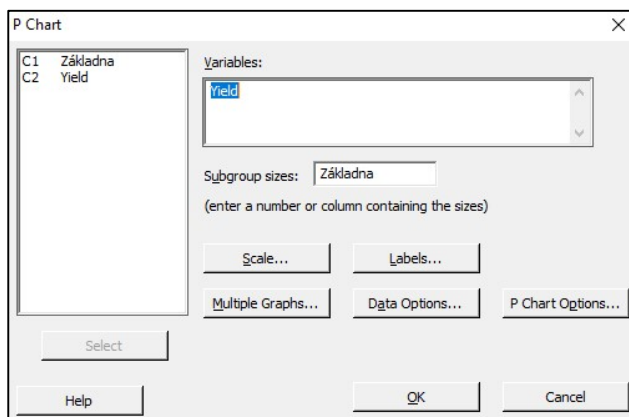 P Chart
C1 Základna
C2 Yield
Variables:
Yield
Subgroup sizes: Základna
(enter a number or column containing the sizes)
Scale... Labels...
Multiple Graphs... Data Options... P Chart Options...
Select
Help OK Cancel